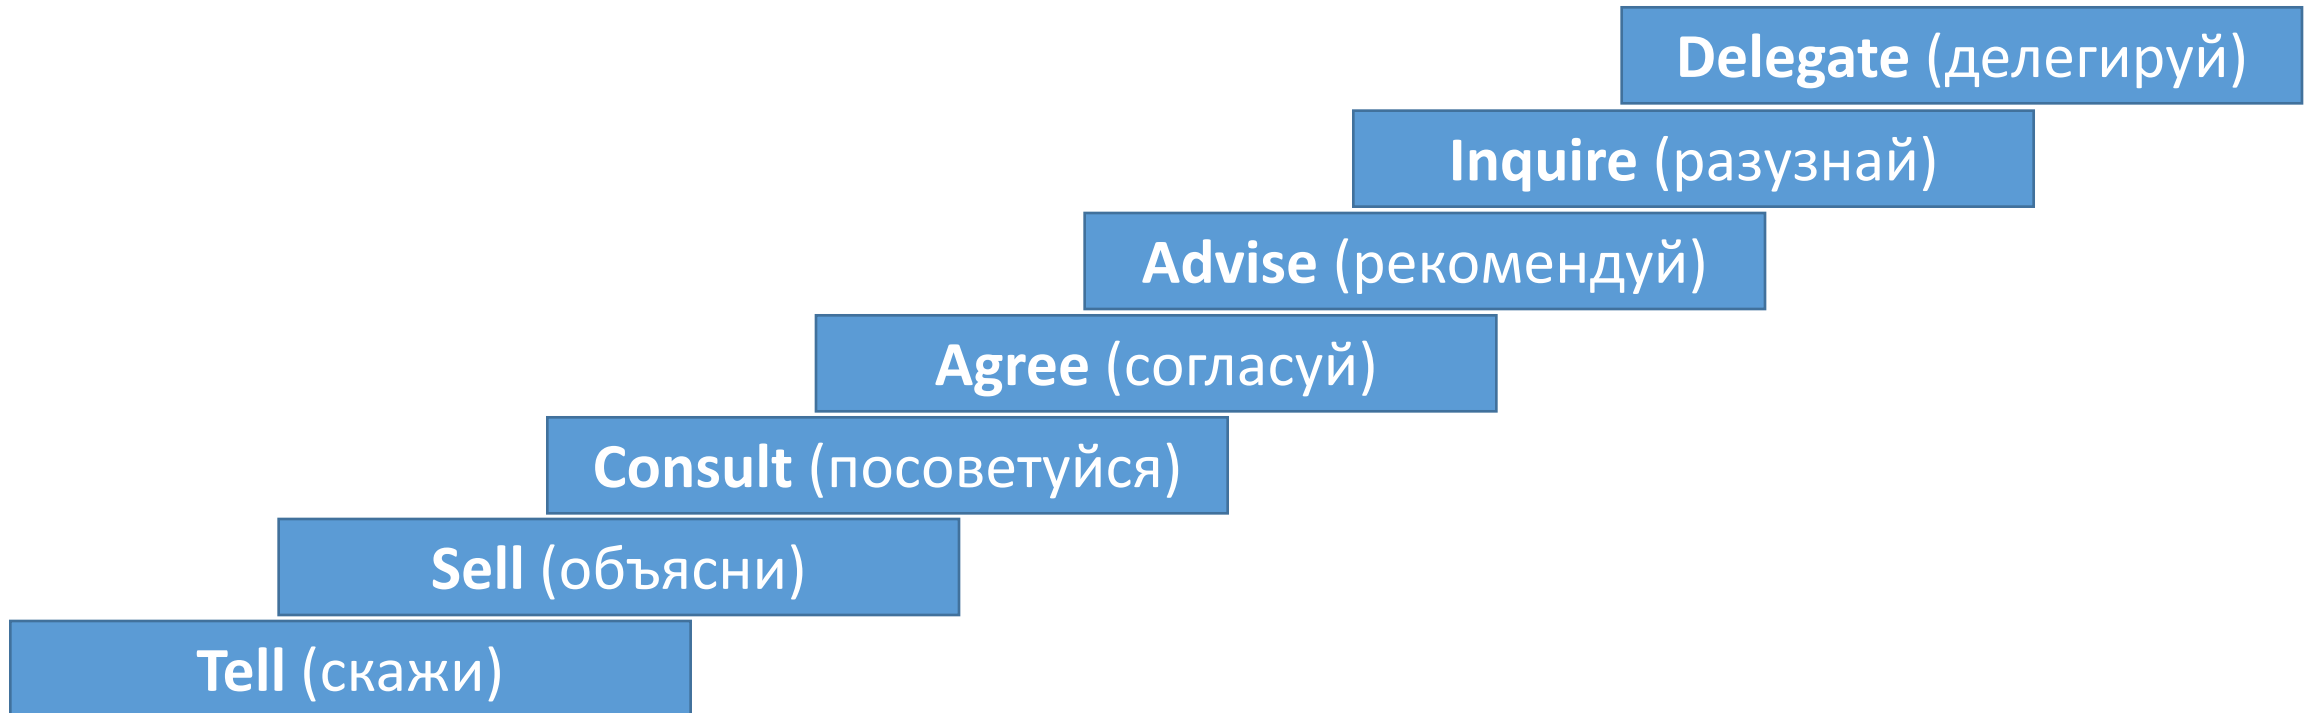 Delegate (делегируй)
Inquire (разузнай)
Advise (рекомендуй)
Agree (согласуй)
Consult (посоветуйся)
Sell (объясни)
Tell (скажи)